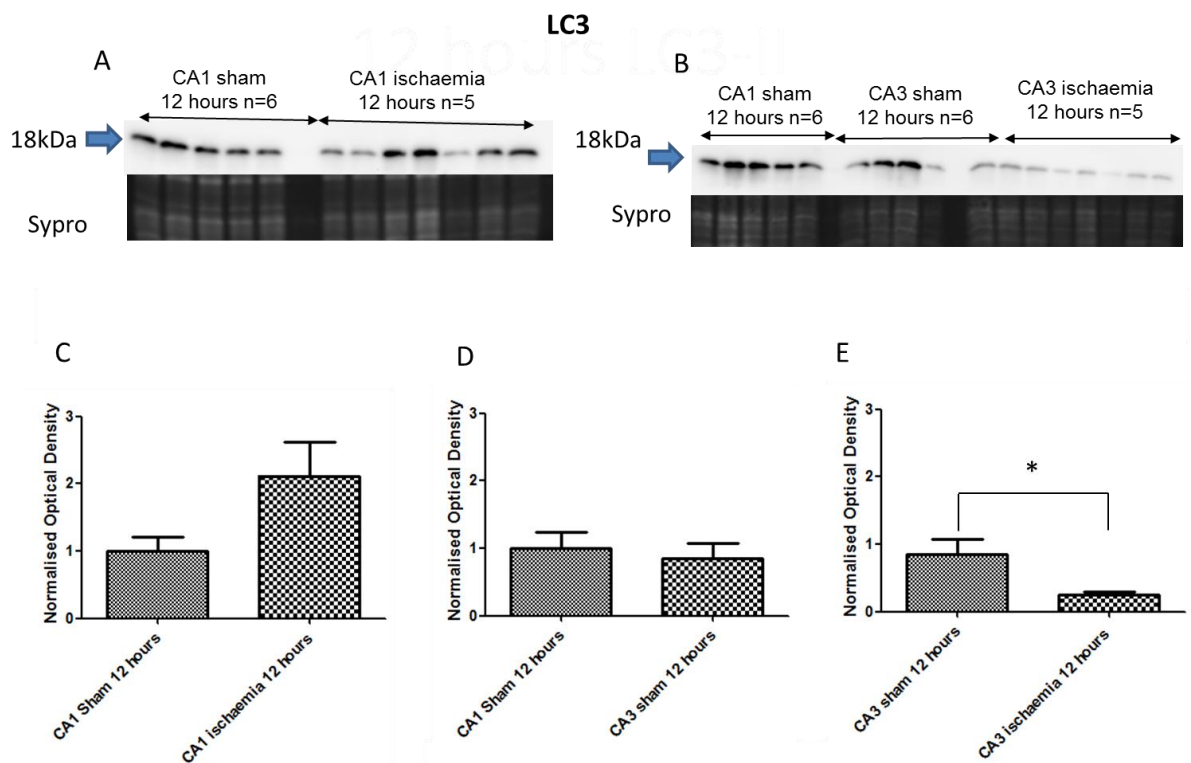 LC3
12 hours LC3-II
A
CA1 sham
12 hours n=6
CA1 ischaemia
12 hours n=5
18kDa
Sypro
B
CA1 sham
12 hours n=6
CA3 sham
12 hours n=6
CA3 ischaemia
12 hours n=5
18kDa
Sypro
C
Normalised Optical Density
3
2
1
0
CA1 Sham 12 hours
CA1 ischaemia 12 hours
D
Normalised Optical Density
3
2
1
0
CA1 Sham 12 hours
CA3 sham 12 hours
E
Normalised Optical Density
3
2
1
0
*
CA3 sham 12 hours
CA3 ischaemia 12 hours